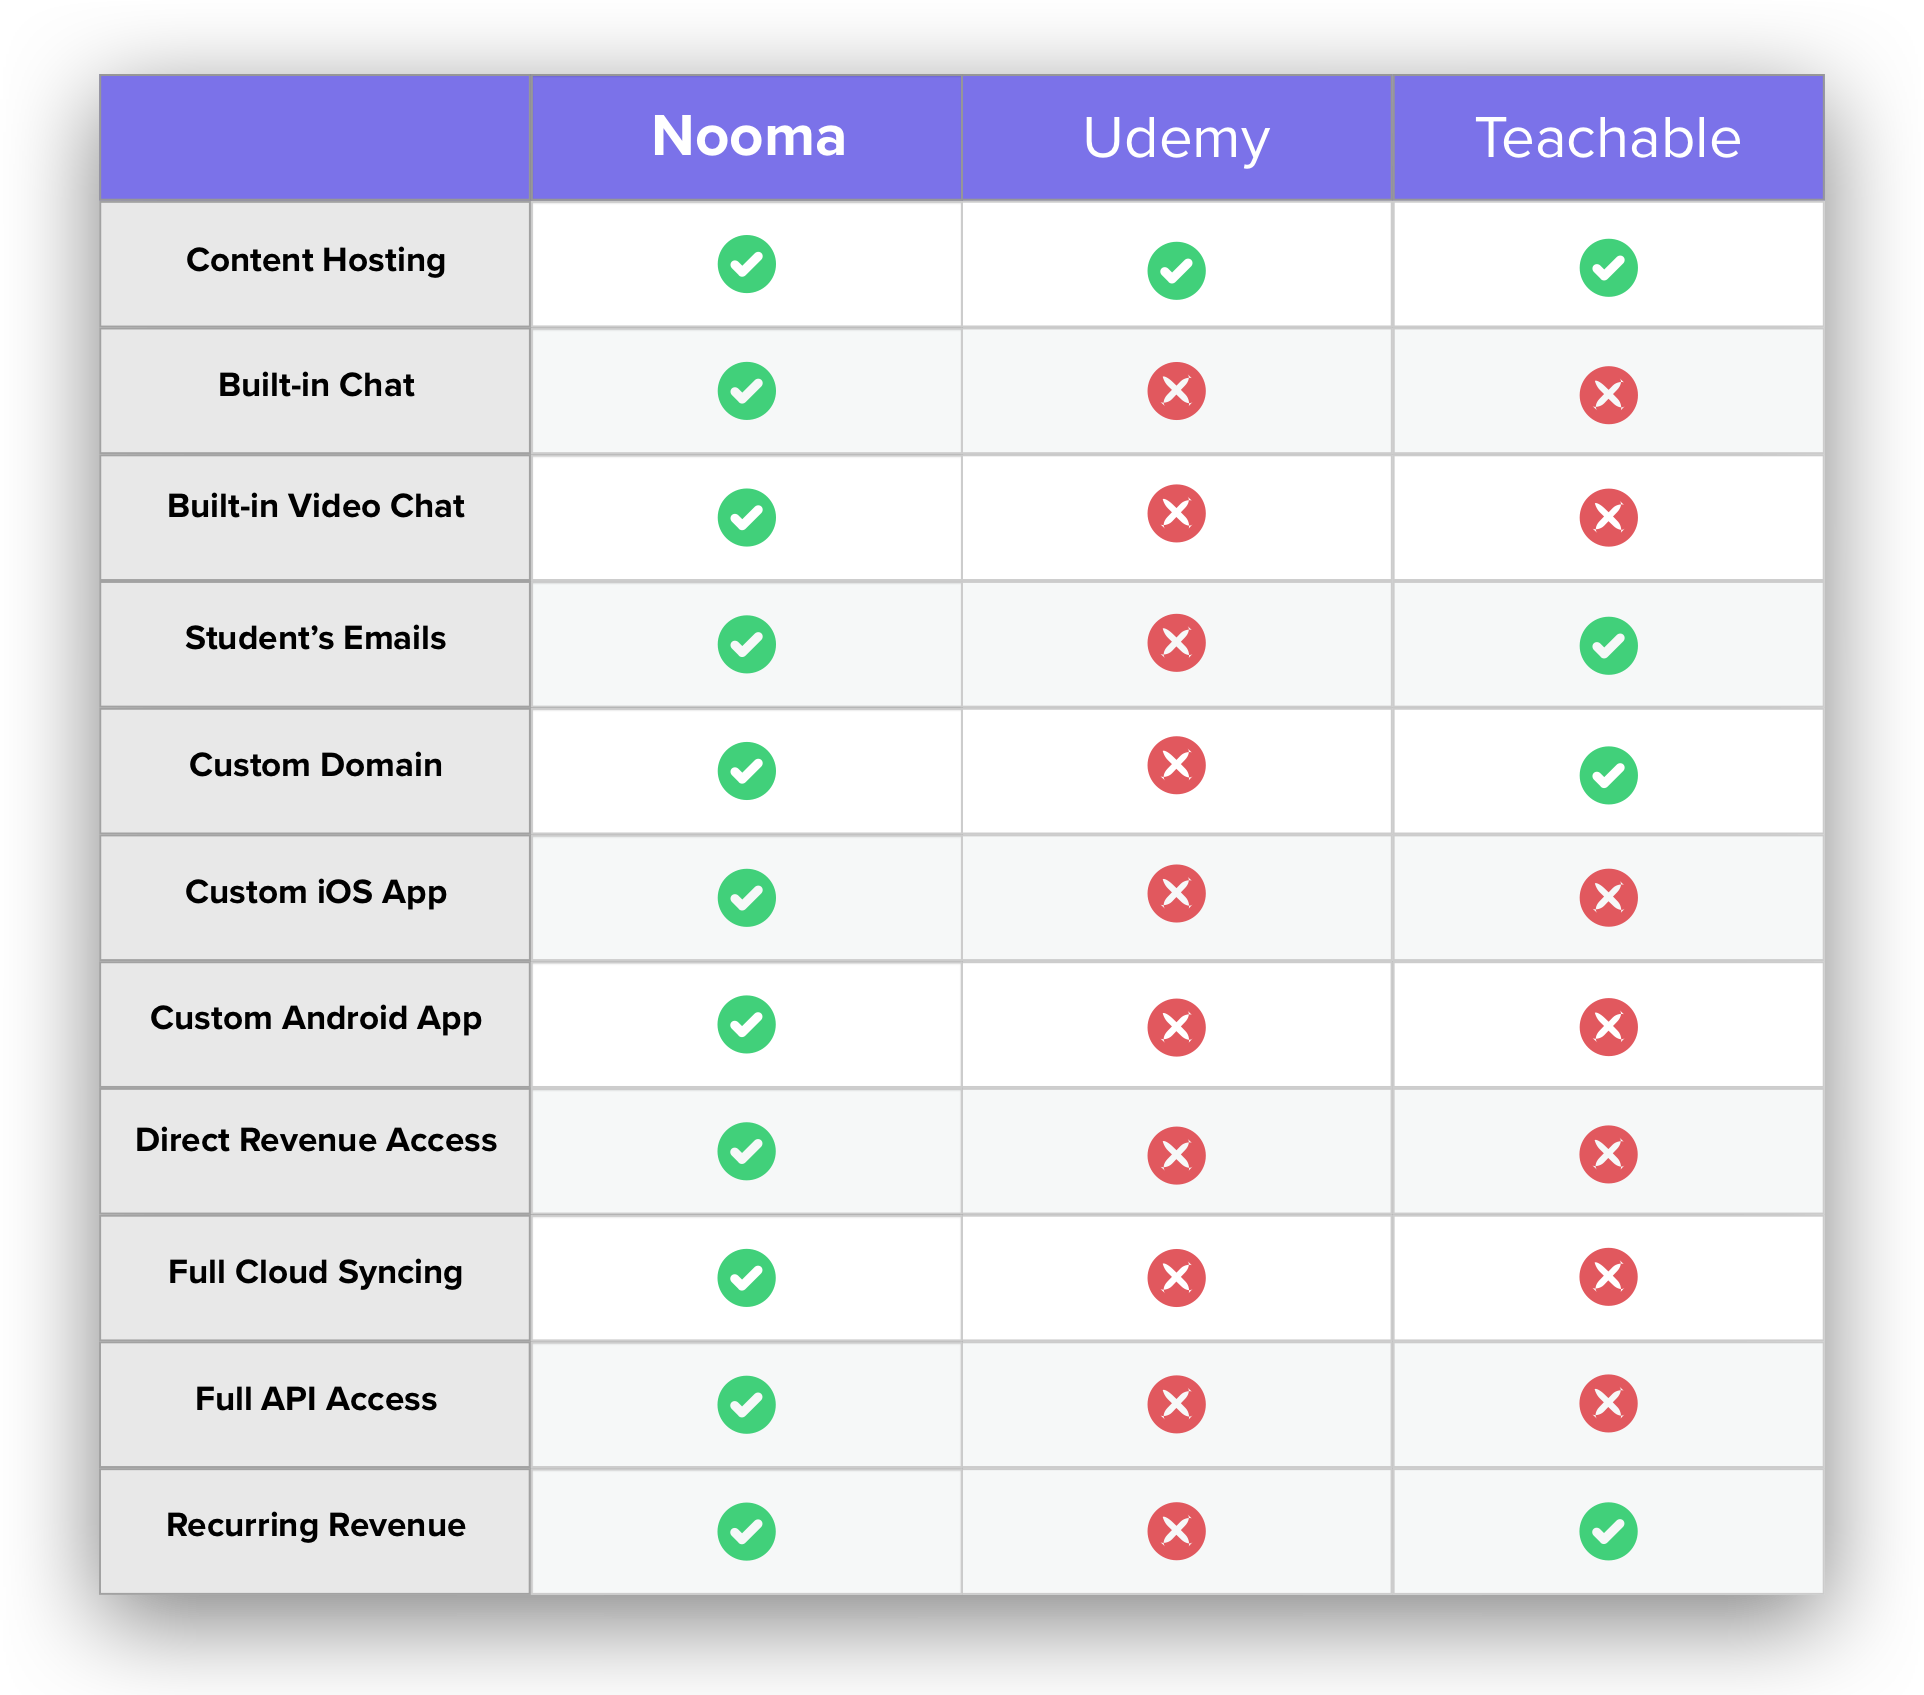 Nooma Udemy Teachable
Content Hosting
Built-in Chat
Built-in Video Chat
Student’s Emails
Custom Domain
Custom iOS App
Custom Android App
Direct Revenue Access
Full Cloud Syncing
Full API Access
Recurring Revenue